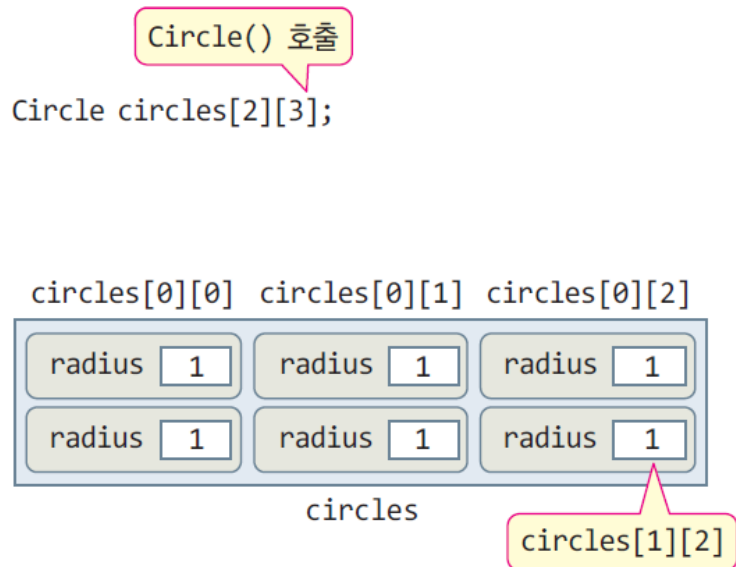 Circle() 호출
Circle circles[2][3];
circles[0][0] circles[0][1] circles[0][2]
radius 1 radius 1 radius 1
radius 1 radius 1 radius 1
circles
circles[1][2]